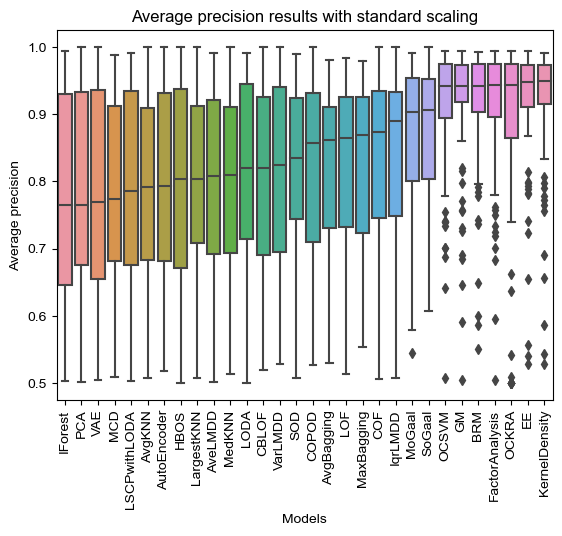 Average precision results with standard scaling
1.0
0.9
0.8
0.7
0.6
0.5
Average precision
IForest
PCA
VAE
MCD
LSCPwithLODA
AvgKNN
AutoEncoder
HBOS
LargestKNN
AveLMDD
MedKNN
LODA
CBLOF
VarLMDD
SOD
COPOD
AvgBagging
LOF
MaxBagging
COF
IqrLMDD
MoGaal
SoGaal
OCSVM
GM
BRM
FactorAnalysis
OCKRA
EE
KernelDensity
Models